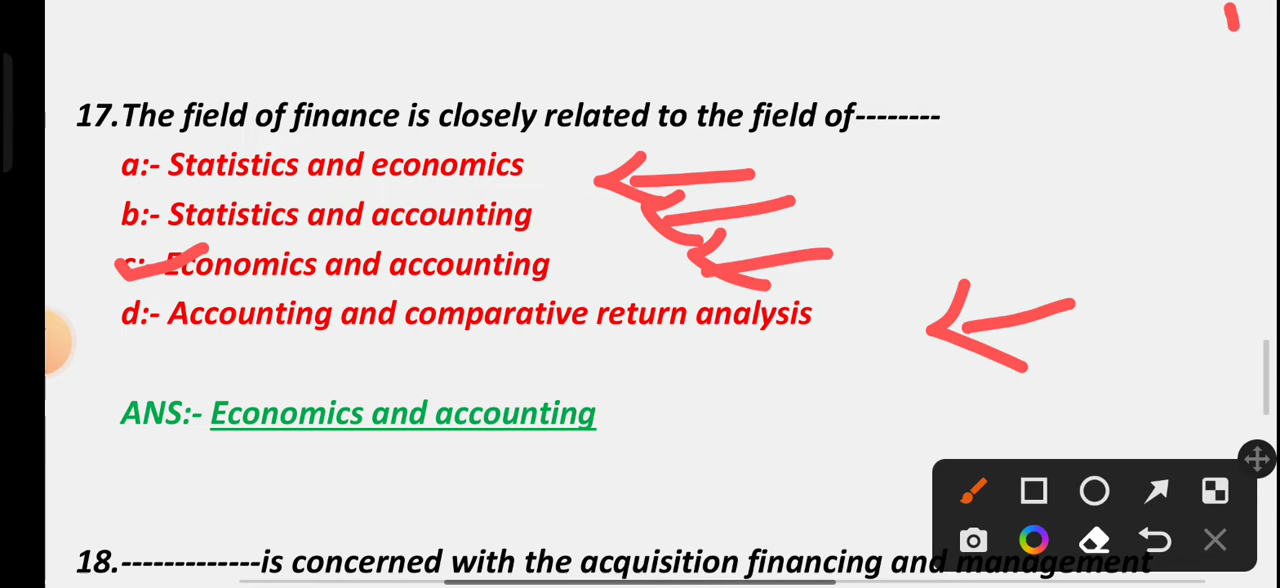 17.The field of finance is closely related to the field of--------
a:- Statistics and economics
b:- Statistics and accounting
c:- Economics and accounting
d:- Accounting and comparative return analysis
ANS:- Economics and accounting
18.-------------is concerned with the acquisition financing and management